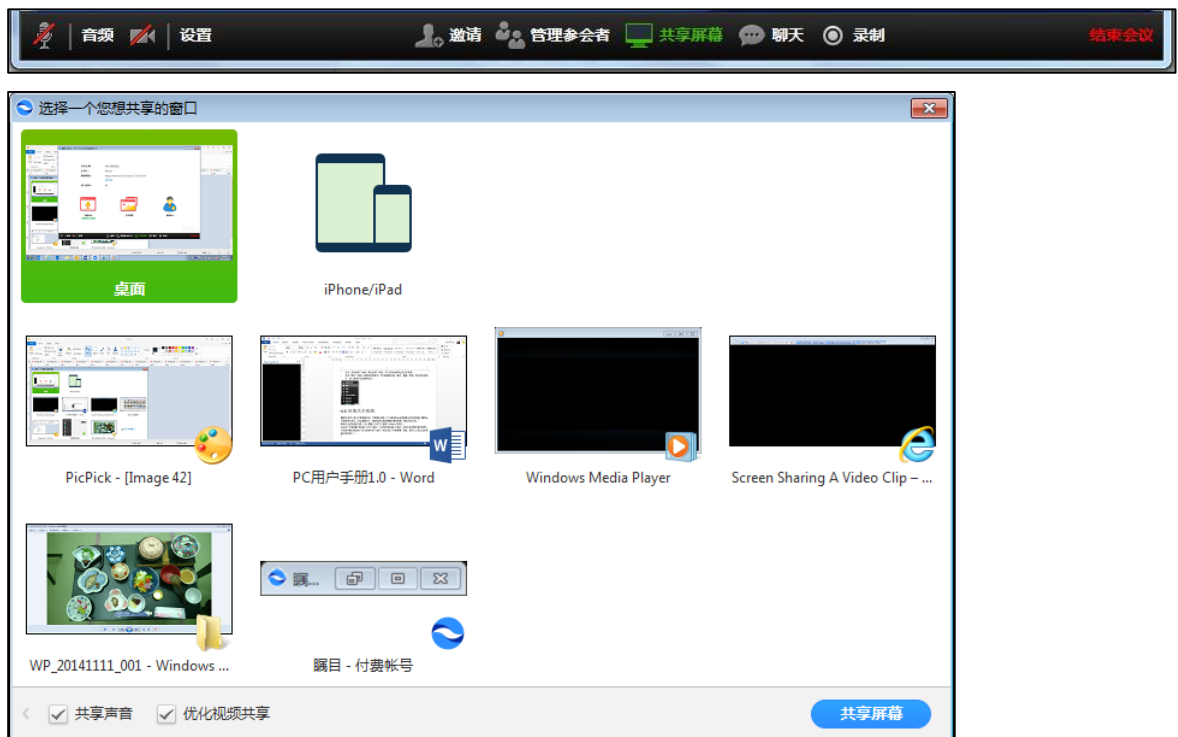 音频 设置 邀请 管理参会者 共享屏幕 聊天 录制 结束会议
选择一个您想共享的窗口
桌面 iPhone/iPad
PicPick - [Image 42] PC用户手册1.0 - Word Windows Media Player Screen Sharing A Video Clip – ...
瞩...
WP_20141111_001 - Windows ... 瞩目 - 付费帐号
共享声音 优化视频共享 共享屏幕